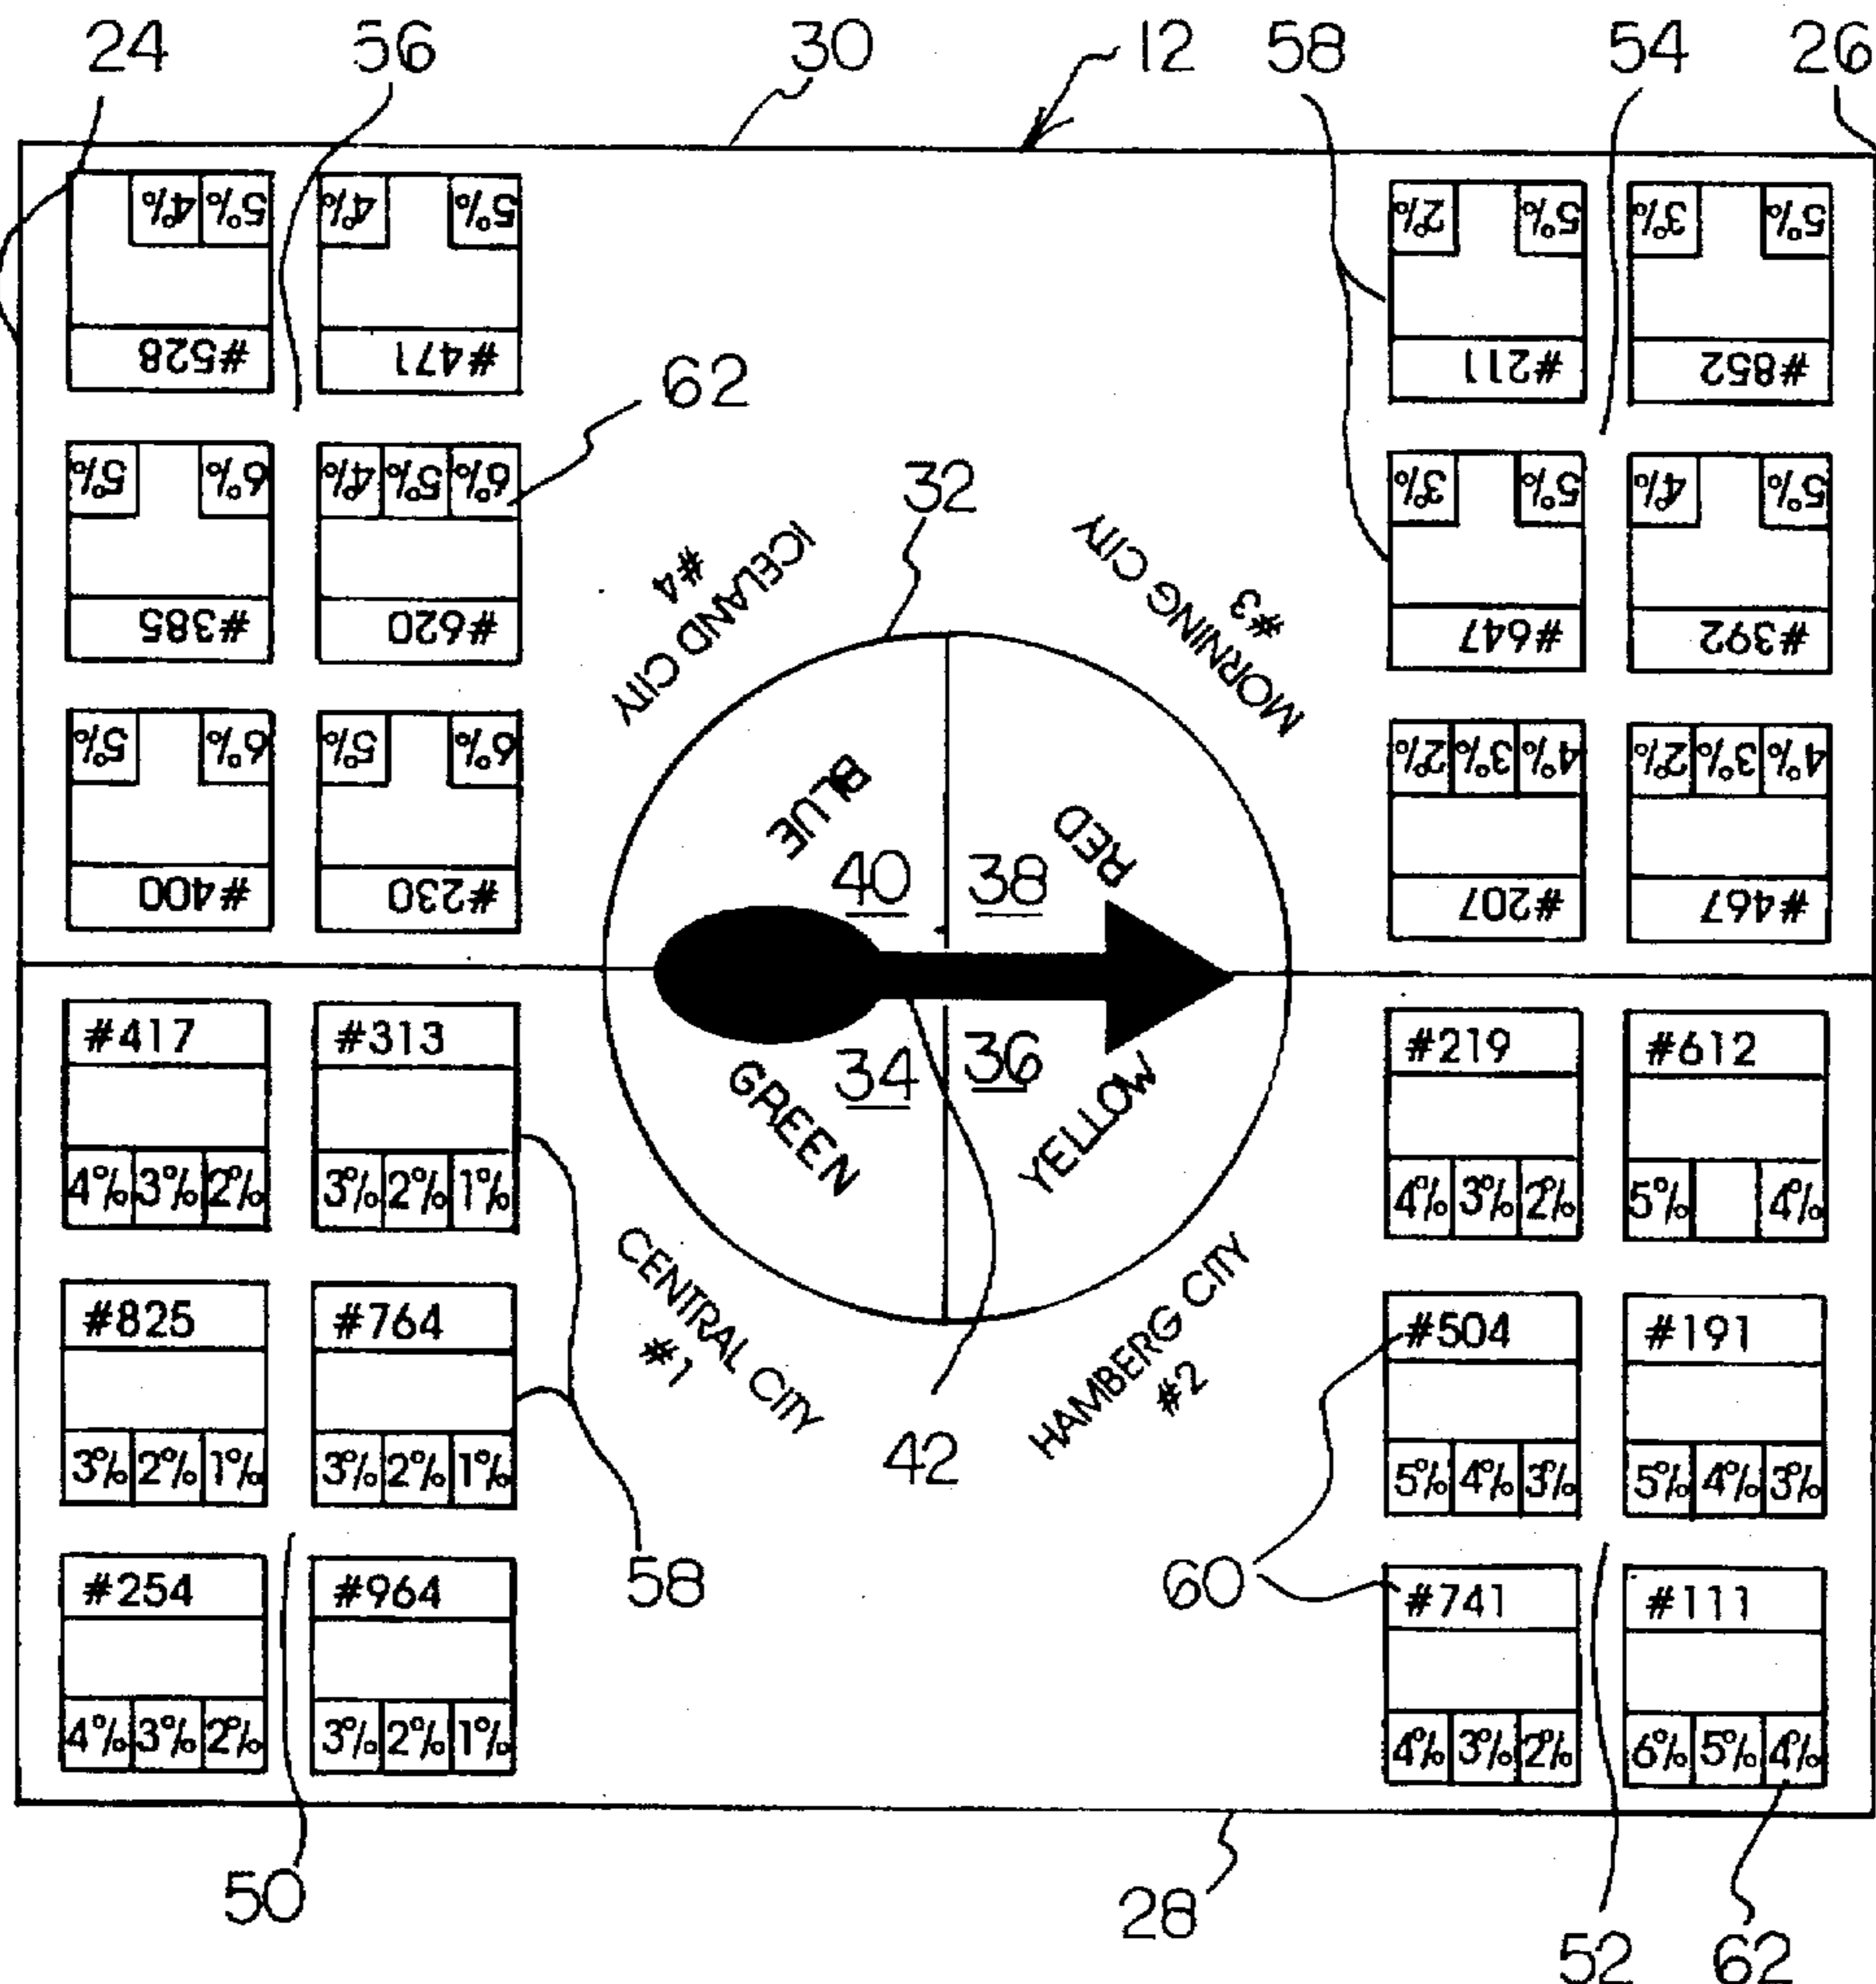 24 56 30 12 58 54 26
4% 5% 4% 5% 2% 5% 3% 5%
#528 #471 #211 #852
62
5% 6% 4% 5% 6% 3% 5% 4% 5%
#385 #620 #647 #392
32
ICELAND CITY
#4
MORNING CITY
#3
5% 6% 5% 6% 2% 3% 4% 2% 3% 4%
#400 #230 #207 #467
BLUE RED
40 38
34 36
GREEN YELLOW
#417 #313 #219 #612
4% 3% 2% 3% 2% 1% 4% 3% 2% 5% 4%
CENTRAL CITY
#1
HAMBERG CITY
#2
#825 #764 #504 #191
42
3% 2% 1% 3% 2% 1% 5% 4% 3% 5% 4% 3%
58 60
#254 #964 #741 #111
4% 3% 2% 3% 2% 1% 4% 3% 2% 6% 5% 4%
50 28 52 62